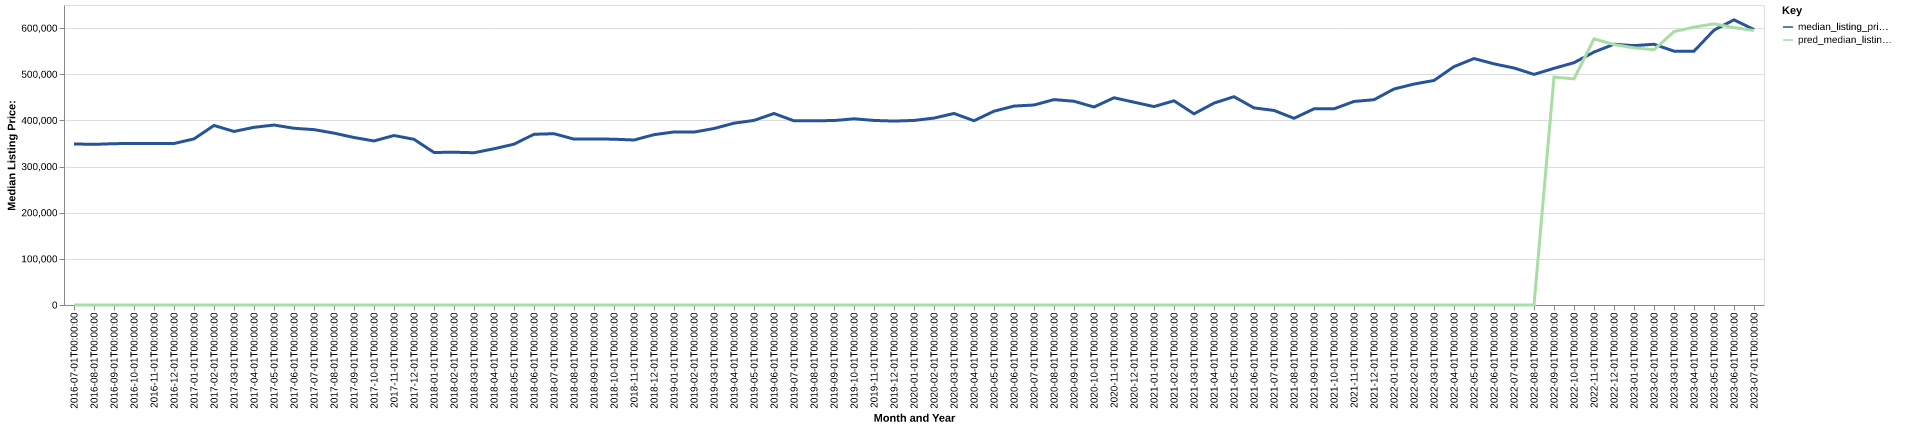 Key
median_listing_pri...
pred_median_listin...
Median Listing Price:
600,000
500,000
400,000
300,000
200,000
100,000
0
2016-07-01T00:00:00
2016-08-01T00:00:00
2016-09-01T00:00:00
2016-10-01T00:00:00
2016-11-01T00:00:00
2016-12-01T00:00:00
2017-01-01T00:00:00
2017-02-01T00:00:00
2017-03-01T00:00:00
2017-04-01T00:00:00
2017-05-01T00:00:00
2017-06-01T00:00:00
2017-07-01T00:00:00
2017-08-01T00:00:00
2017-09-01T00:00:00
2017-10-01T00:00:00
2017-11-01T00:00:00
2017-12-01T00:00:00
2018-01-01T00:00:00
2018-02-01T00:00:00
2018-03-01T00:00:00
2018-04-01T00:00:00
2018-05-01T00:00:00
2018-06-01T00:00:00
2018-07-01T00:00:00
2018-08-01T00:00:00
2018-09-01T00:00:00
2018-10-01T00:00:00
2018-11-01T00:00:00
2018-12-01T00:00:00
2019-01-01T00:00:00
2019-02-01T00:00:00
2019-03-01T00:00:00
2019-04-01T00:00:00
2019-05-01T00:00:00
2019-06-01T00:00:00
2019-07-01T00:00:00
2019-08-01T00:00:00
2019-09-01T00:00:00
2019-10-01T00:00:00
2019-11-01T00:00:00
2019-12-01T00:00:00
2020-01-01T00:00:00
2020-02-01T00:00:00
2020-03-01T00:00:00
2020-04-01T00:00:00
2020-05-01T00:00:00
2020-06-01T00:00:00
2020-07-01T00:00:00
2020-08-01T00:00:00
2020-09-01T00:00:00
2020-10-01T00:00:00
2020-11-01T00:00:00
2020-12-01T00:00:00
2021-01-01T00:00:00
2021-02-01T00:00:00
2021-03-01T00:00:00
2021-04-01T00:00:00
2021-05-01T00:00:00
2021-06-01T00:00:00
2021-07-01T00:00:00
2021-08-01T00:00:00
2021-09-01T00:00:00
2021-10-01T00:00:00
2021-11-01T00:00:00
2021-12-01T00:00:00
2022-01-01T00:00:00
2022-02-01T00:00:00
2022-03-01T00:00:00
2022-04-01T00:00:00
2022-05-01T00:00:00
2022-06-01T00:00:00
2022-07-01T00:00:00
2022-08-01T00:00:00
2022-09-01T00:00:00
2022-10-01T00:00:00
2022-11-01T00:00:00
2022-12-01T00:00:00
2023-01-01T00:00:00
2023-02-01T00:00:00
2023-03-01T00:00:00
2023-04-01T00:00:00
2023-05-01T00:00:00
2023-06-01T00:00:00
2023-07-01T00:00:00
Month and Year